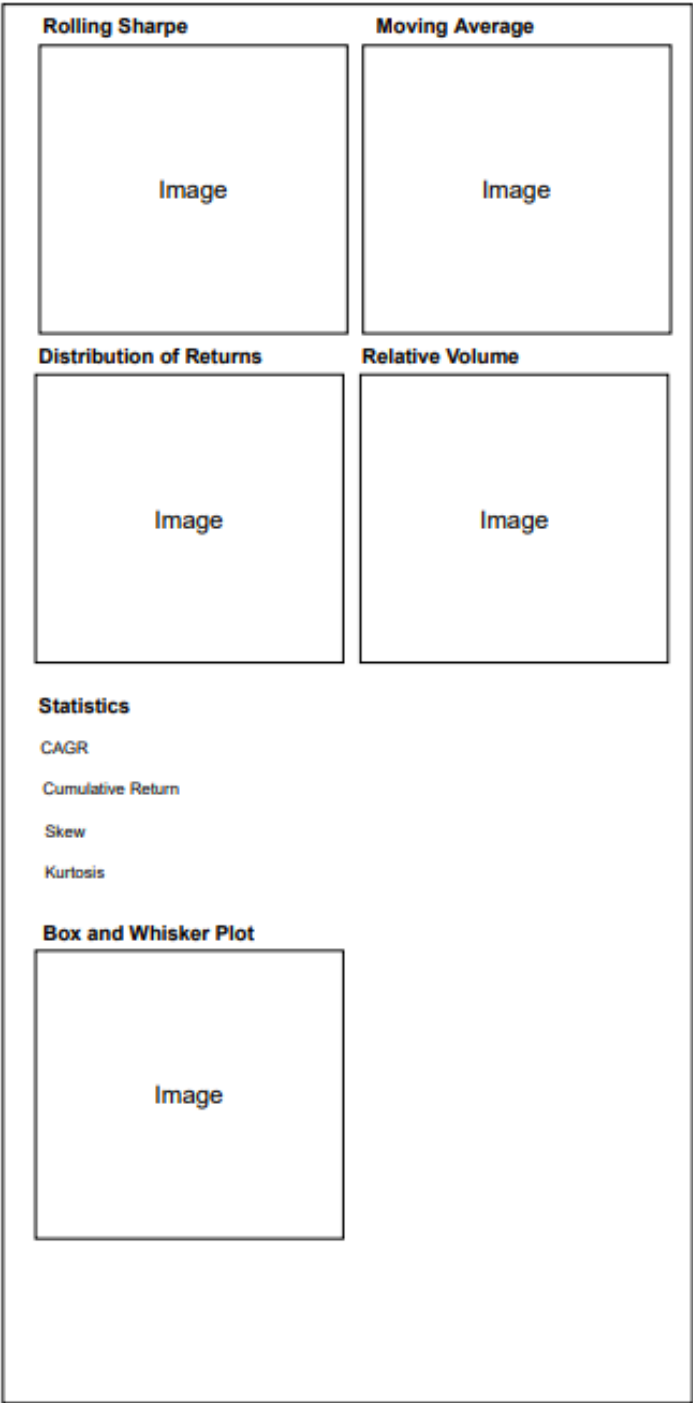 Rolling Sharpe
Moving Average
Image
Image
Distribution of Returns
Relative Volume
Image
Image
Statistics
CAGR
Cumulative Return
Skew
Kurtosis
Box and Whisker Plot
Image